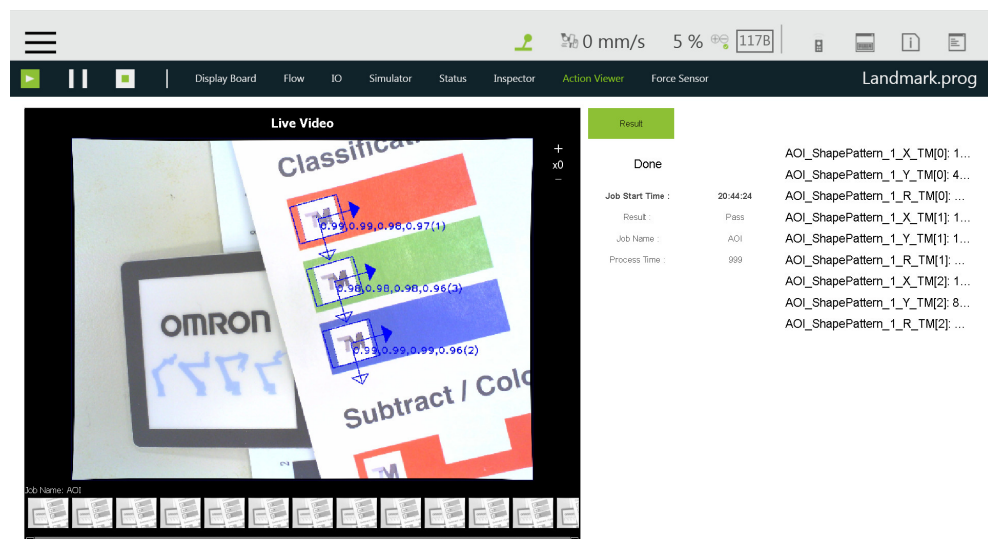 0 mm/s 5 % 117B
Display Board Flow IO Simulator Status Inspector Action Viewer Force Sensor Landmark.prog
Live Video
+
x0
−
Classificat
TM
0.99,0.99,0.98,0.97(1)
TM
0.98,0.98,0.98,0.96(3)
TM
0.99,0.99,0.99,0.96(2)
OMRON
Subtract / Colo
TM
Job Name: AOI
Result
Done
Job Start Time : 20:44:24
Result : Pass
Job Name : AOI
Process Time : 999
AOI_ShapePattern_1_X_TM[0]: 1...
AOI_ShapePattern_1_Y_TM[0]: 4...
AOI_ShapePattern_1_R_TM[0]: ...
AOI_ShapePattern_1_X_TM[1]: 1...
AOI_ShapePattern_1_Y_TM[1]: 1...
AOI_ShapePattern_1_R_TM[1]: ...
AOI_ShapePattern_1_X_TM[2]: 1...
AOI_ShapePattern_1_Y_TM[2]: 8...
AOI_ShapePattern_1_R_TM[2]: ...